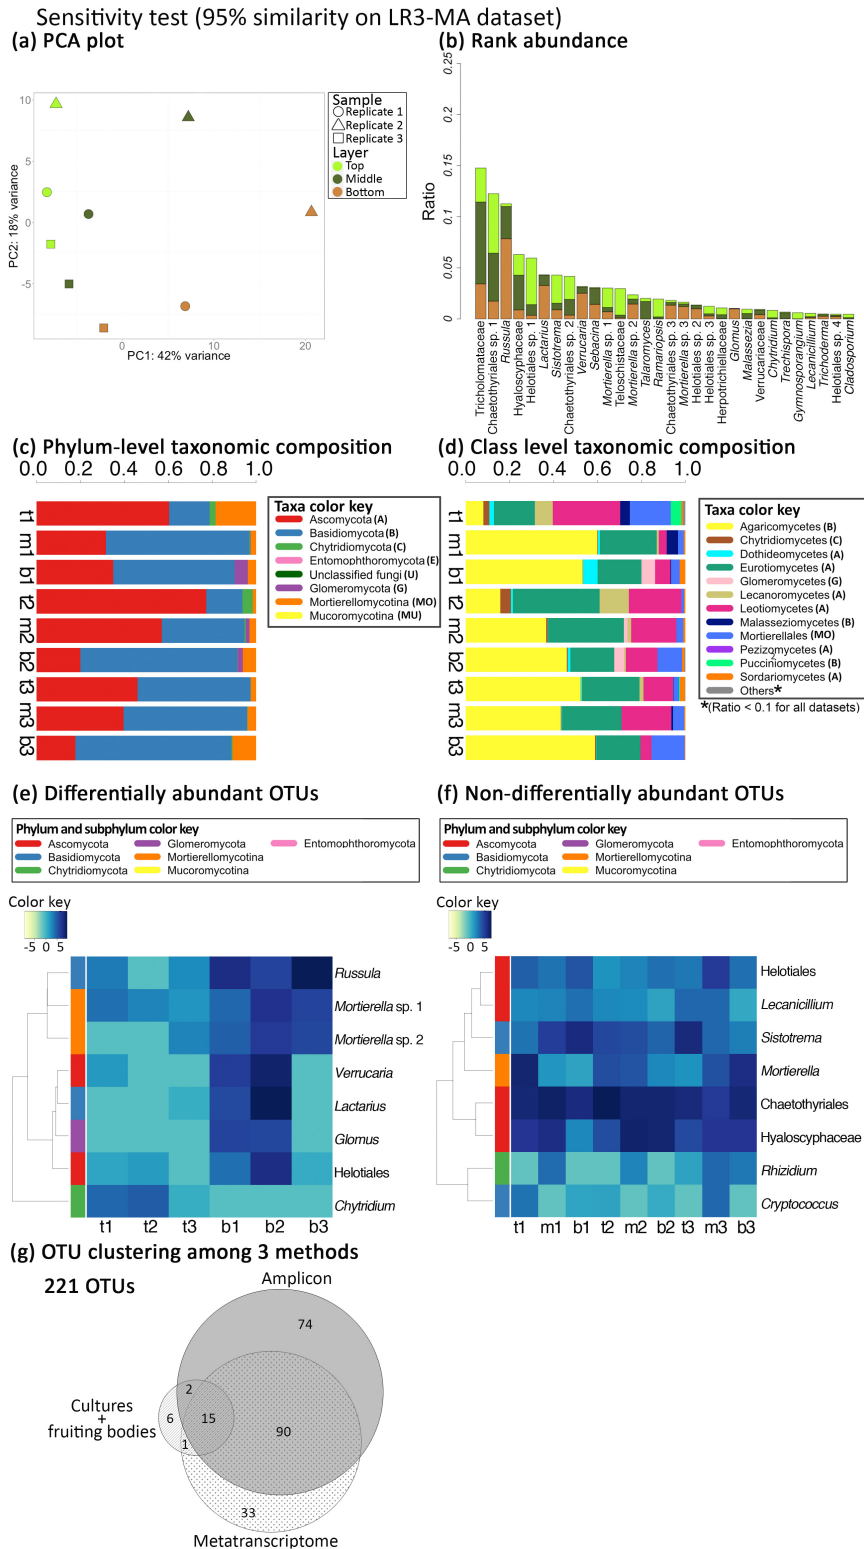 Sensitivity test (95% similarity on LR3-MA dataset)
(a) PCA plot
10
5
0
-5
PC2: 18% variance
0
10
20
PC1: 42% variance
Sample
Replicate 1
Replicate 2
Replicate 3
Layer
Top
Middle
Bottom
(b) Rank abundance
0.25
0.2
0.15
0.1
0.05
0
Ratio
Tricholomataceae
Chaetothyriales sp. 1
Russula
Hyaloscyphaceae
Helotiales sp. 1
Lactarius
Sistotrema
Chaetothyriales sp. 2
Verrucaria
Sebacina
Mortierella sp. 1
Teloschistaceae
Mortierella sp. 2
Talaromyces
Ramariopsis
Chaetothyriales sp. 3
Mortierella sp. 3
Helotiales sp. 2
Helotiales sp. 3
Herpotrichiellaceae
Glomus
Malassezia
Verrucariaceae
Chytridium
Trechispora
Gymnosporangium
Lecanicillium
Trichoderma
Helotiales sp. 4
Cladosporium
(c) Phylum-level taxonomic composition
0.0 0.2 0.4 0.6 0.8 1.0
t1
m1
b1
t2
m2
b2
t3
m3
b3
Taxa color key
Ascomycota (A)
Basidiomycota (B)
Chytridiomycota (C)
Entomophthoromycota (E)
Unclassified fungi (U)
Glomeromycota (G)
Mortierellomycotina (MO)
Mucoromycotina (MU)
(d) Class level taxonomic composition
0.0 0.2 0.4 0.6 0.8 1.0
t1
m1
b1
t2
m2
b2
t3
m3
b3
Taxa color key
Agaricomycetes (B)
Chytridiomycetes (C)
Dothideomycetes (A)
Eurotiomycetes (A)
Glomeromycetes (G)
Lecanoromycetes (A)
Leotiomycetes (A)
Malasseziomycetes (B)
Mortierellales (MO)
Pezizomycetes (A)
Pucciniomycetes (B)
Sordariomycetes (A)
Others*
*(Ratio < 0.1 for all datasets)
(e) Differentially abundant OTUs
Phylum and subphylum color key
Ascomycota Glomeromycota Entomophthoromycota
Basidiomycota Mortierellomycotina
Chytridiomycota Mucoromycotina
Color key
-5 0 5
Russula
Mortierella sp. 1
Mortierella sp. 2
Verrucaria
Lactarius
Glomus
Helotiales
Chytridium
t1 t2 t3 b1 b2 b3
(f) Non-differentially abundant OTUs
Phylum and subphylum color key
Ascomycota Glomeromycota Entomophthoromycota
Basidiomycota Mortierellomycotina
Chytridiomycota Mucoromycotina
Color key
-5 0 5
Helotiales
Lecanicillium
Sistotrema
Mortierella
Chaetothyriales
Hyaloscyphaceae
Rhizidium
Cryptococcus
t1 m1 b1 t2 m2 b2 t3 m3 b3
(g) OTU clustering among 3 methods
221 OTUs
Amplicon
74
2
Cultures
+
fruiting bodies
6
15
90
1
33
Metatranscriptome